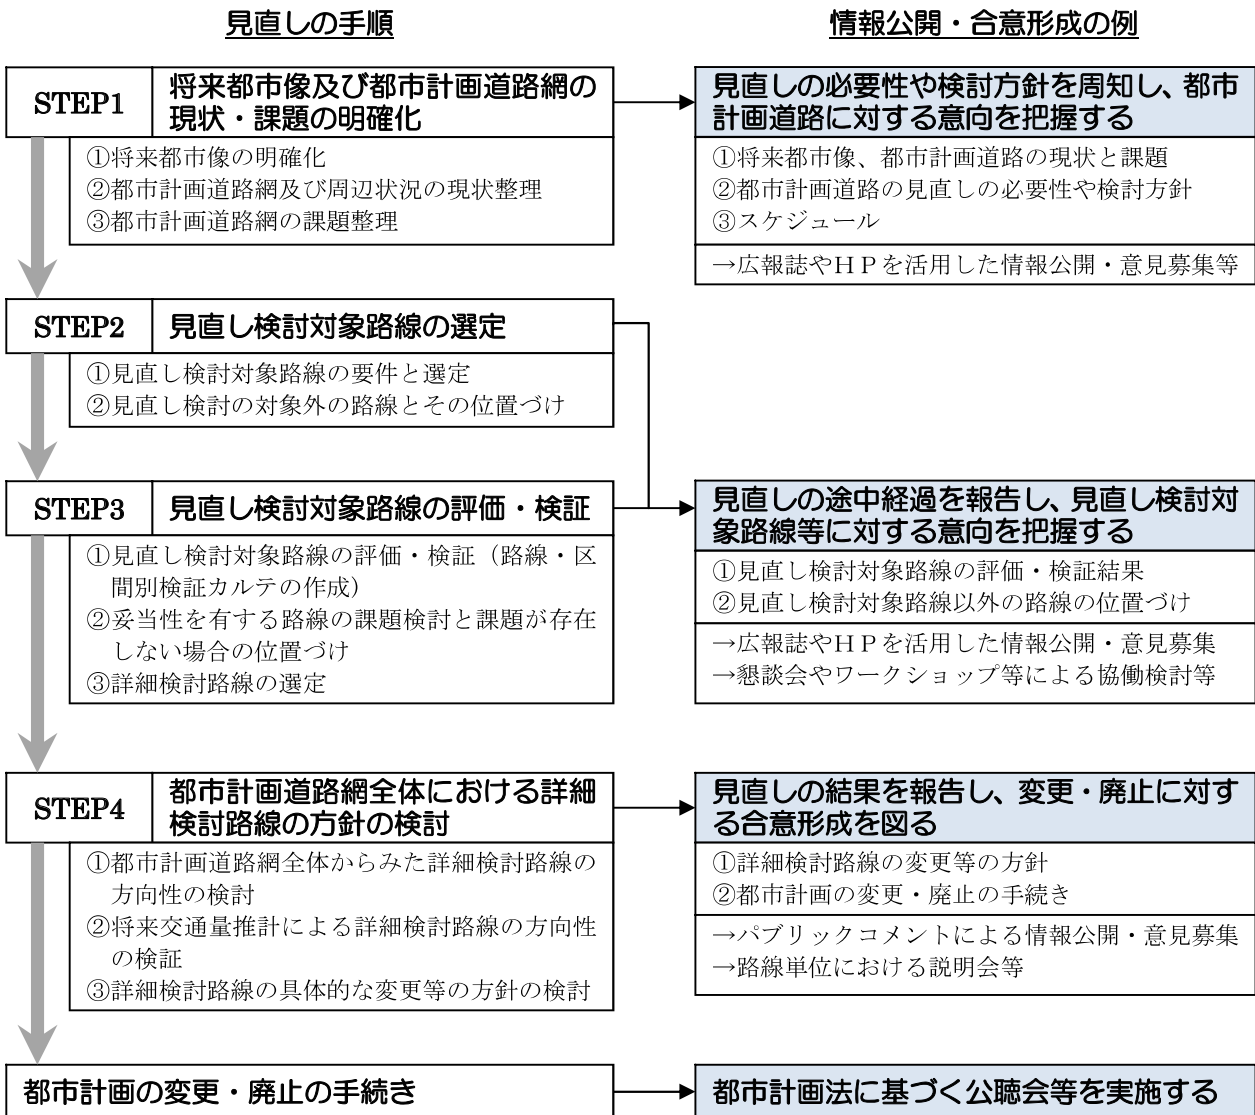 見直しの手順
情報公開・合意形成の例
STEP1
将来都市像及び都市計画道路網の
現状・課題の明確化
①将来都市像の明確化
②都市計画道路網及び周辺状況の現状整理
③都市計画道路網の課題整理
見直しの必要性や検討方針を周知し、都市
計画道路に対する意向を把握する
①将来都市像、都市計画道路の現状と課題
②都市計画道路の見直しの必要性や検討方針
③スケジュール
→広報誌やHPを活用した情報公開・意見募集等
STEP2
見直し検討対象路線の選定
①見直し検討対象路線の要件と選定
②見直し検討の対象外の路線とその位置づけ
STEP3
見直し検討対象路線の評価・検証
①見直し検討対象路線の評価・検証（路線・区
間別検証カルテの作成）
②妥当性を有する路線の課題検討と課題が存在
しない場合の位置づけ
③詳細検討路線の選定
見直しの途中経過を報告し、見直し検討対
象路線等に対する意向を把握する
①見直し検討対象路線の評価・検証結果
②見直し検討対象路線以外の路線の位置づけ
→広報誌やHPを活用した情報公開・意見募集
→懇談会やワークショップ等による協働検討等
STEP4
都市計画道路網全体における詳細
検討路線の方針の検討
①都市計画道路網全体からみた詳細検討路線の
方向性の検討
②将来交通量推計による詳細検討路線の方向性
の検証
③詳細検討路線の具体的な変更等の方針の検討
見直しの結果を報告し、変更・廃止に対す
る合意形成を図る
①詳細検討路線の変更等の方針
②都市計画の変更・廃止の手続き
→パブリックコメントによる情報公開・意見募集
→路線単位における説明会等
都市計画の変更・廃止の手続き
都市計画法に基づく公聴会等を実施する